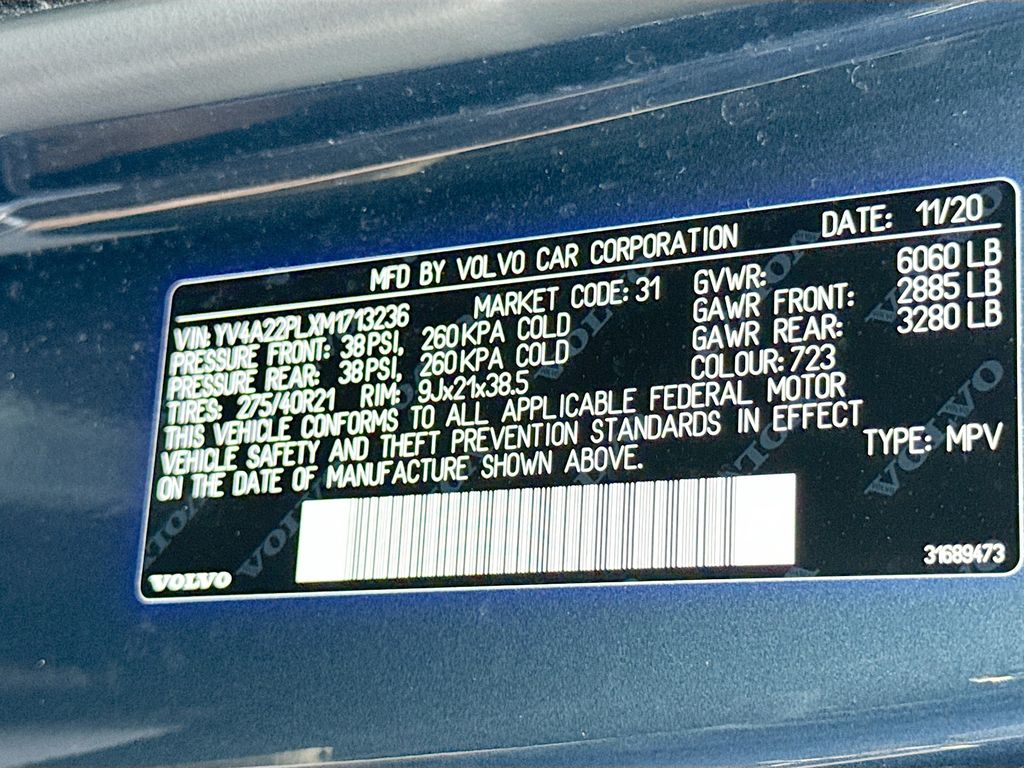 MFD BY VOLVO CAR CORPORATION DATE: 11/20
VIN: YV4A22PLXM1713236 MARKET CODE: 31 GVWR: 6060 LB
PRESSURE FRONT: 38 PSI, 260 KPA COLD GAWR FRONT: 2885 LB
PRESSURE REAR: 38 PSI, 260 KPA COLD GAWR REAR: 3280 LB
TIRES: 275/40R21 RIM: 9Jx21x38.5 COLOUR: 723
THIS VEHICLE CONFORMS TO ALL APPLICABLE FEDERAL MOTOR
VEHICLE SAFETY AND THEFT PREVENTION STANDARDS IN EFFECT
ON THE DATE OF MANUFACTURE SHOWN ABOVE. TYPE: MPV
VOLVO 31689473